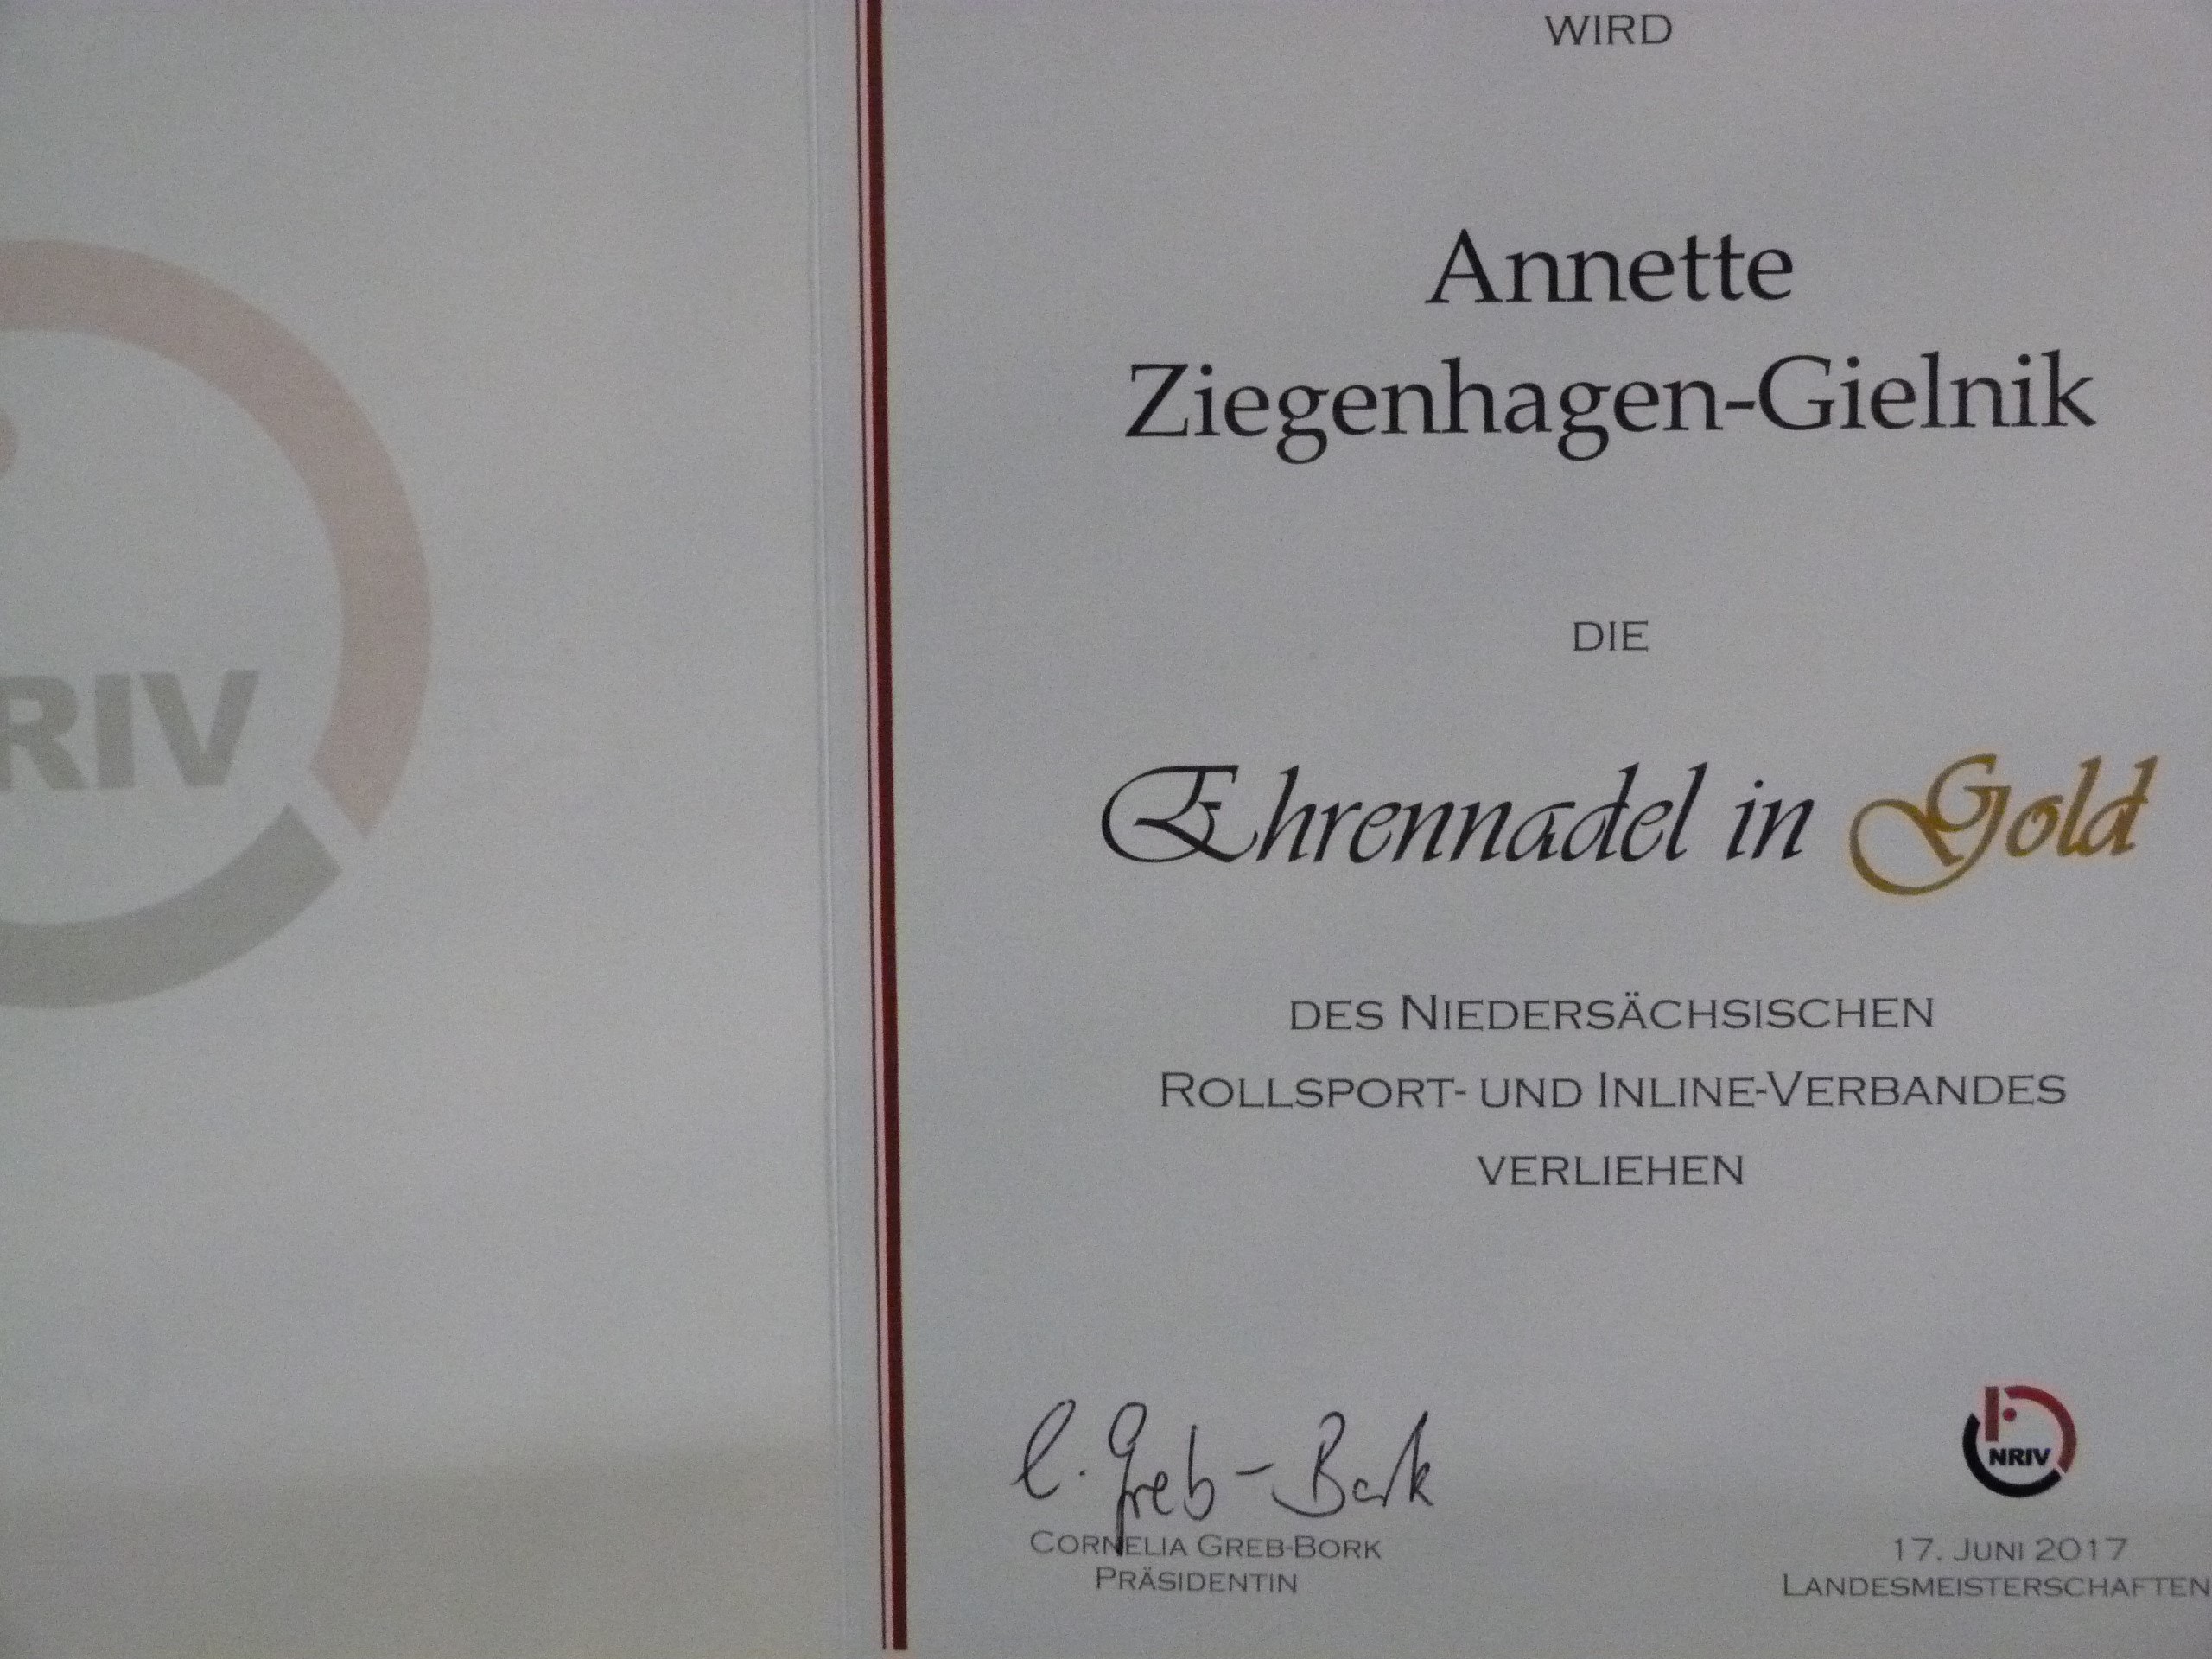 WIRD
Annette
Ziegenhagen-Gielnik
DIE
Ehrennadel in Gold
DES NIEDERSÄCHSISCHEN
ROLLSPORT- UND INLINE-VERBANDES
VERLIEHEN
RIV
C. Greb-Bork
CORNELIA GREB-BORK
PRÄSIDENTIN
NRIV
17. JUNI 2017
LANDESMEISTERSCHAFTEN